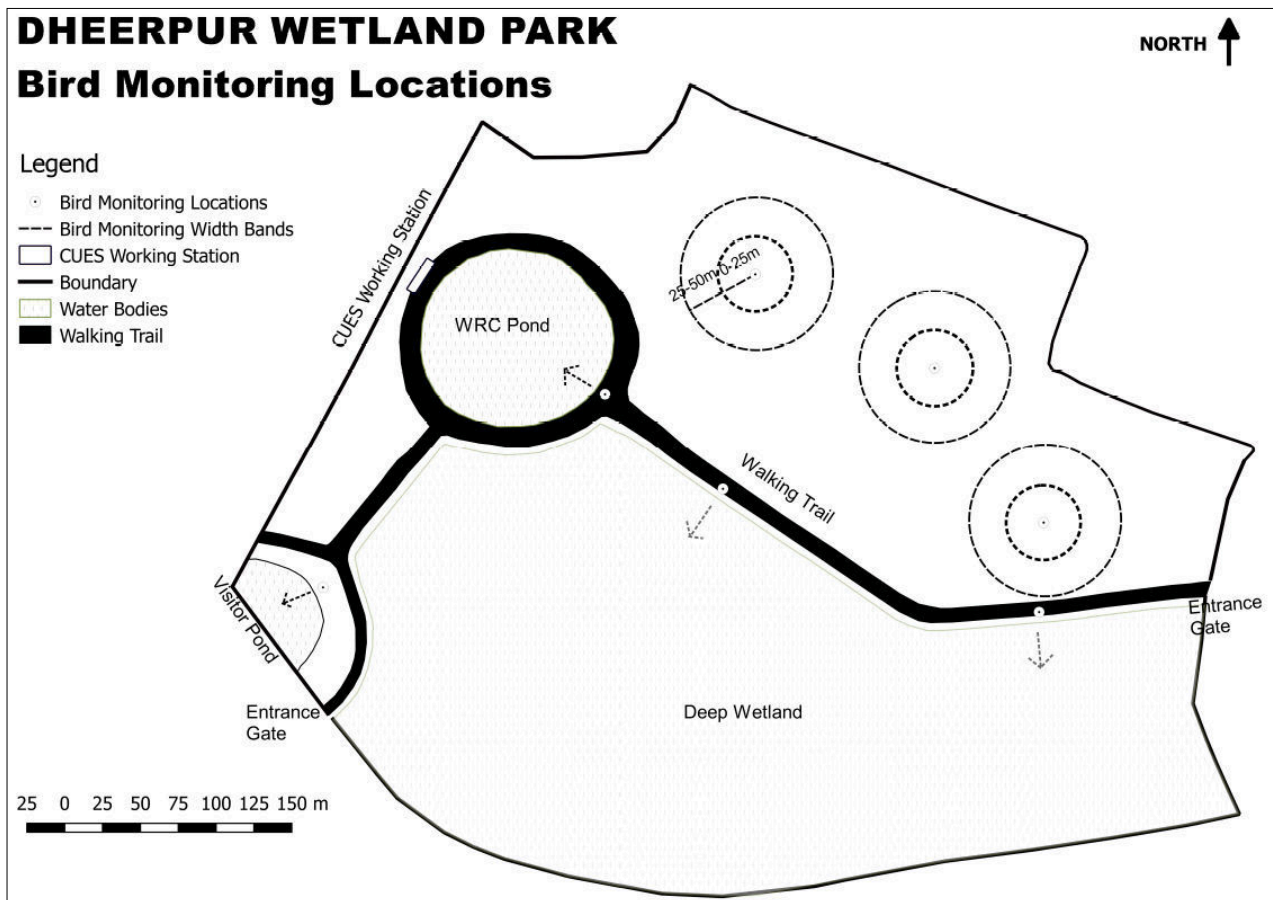 DHEERPUR WETLAND PARK
Bird Monitoring Locations
NORTH
Legend
Bird Monitoring Locations
Bird Monitoring Width Bands
CUES Working Station
Boundary
Water Bodies
Walking Trail
CUES Working Station
25-50m 0-25m
WRC Pond
Walking Trail
Visitor Pond
Entrance
Gate
Entrance
Gate
Deep Wetland
25 0 25 50 75 100 125 150 m